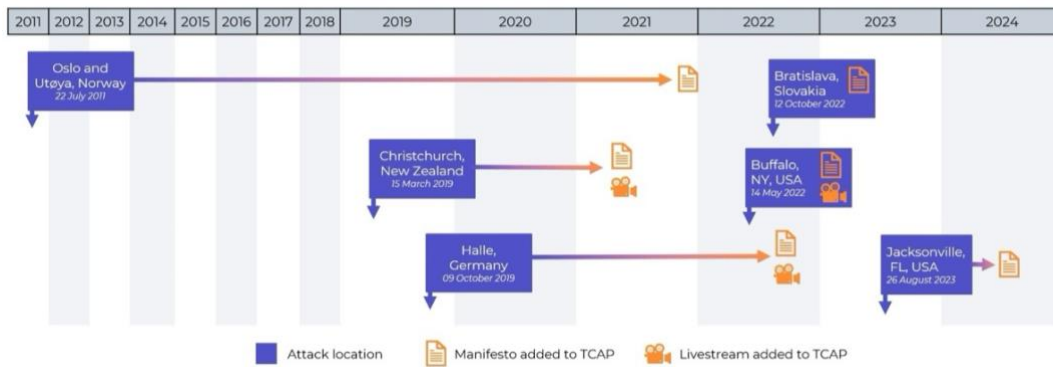 2011 2012 2013 2014 2015 2016 2017 2018 2019 2020 2021 2022 2023 2024
Oslo and
Utøya, Norway
22 July 2011
Bratislava,
Slovakia
12 October 2022
Christchurch,
New Zealand
15 March 2019
Buffalo,
NY, USA
14 May 2022
Halle,
Germany
09 October 2019
Jacksonville,
FL, USA
26 August 2023
Attack location
Manifesto added to TCAP
Livestream added to TCAP